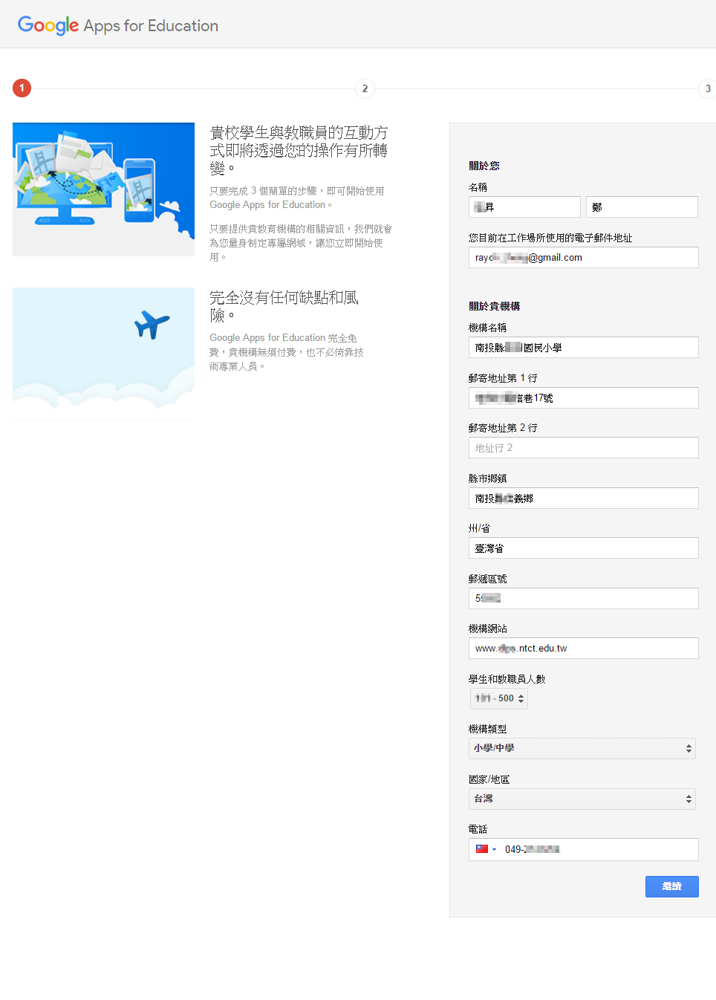 Google Apps for Education
1
2
3
貴校學生與教職員的互動方
式即將透過您的操作有所轉
變。
只要完成 3 個簡單的步驟，即可開始使用
Google Apps for Education。
只要提供貴教育機構的相關資訊，我們就會
為您量身制定專屬網域，讓您立即開始使
用。
完全沒有任何缺點和風
險。
Google Apps for Education 完全免
費，貴機構無須付費，也不必倚靠技
術專業人員。
關於您
名稱
昇
鄭
您目前在工作場所使用的電子郵件地址
@gmail.com
關於貴機構
機構名稱
南投縣 國民小學
郵寄地址第 1 行
巷17號
郵寄地址第 2 行
地址行 2
縣市鄉鎮
南投 義鄉
州/省
臺灣省
郵遞區號
5
機構網站
www. .ntct.edu.tw
學生和教職員人數
- 500
機構類型
小學/中學
國家/地區
台灣
電話
049-2
繼續